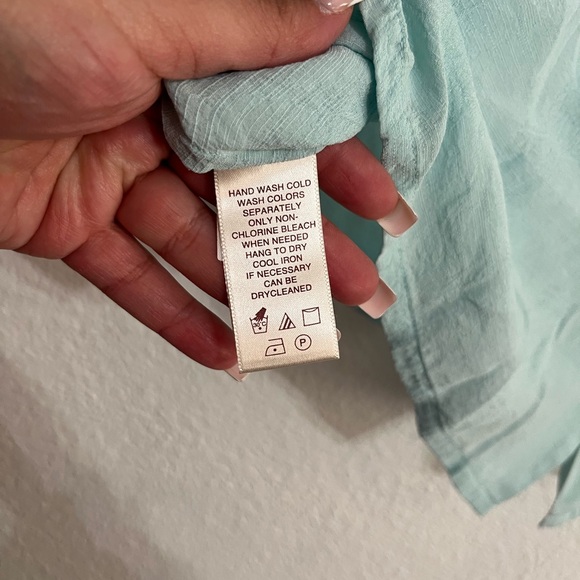 HAND WASH COLD
WASH COLORS
SEPARATELY
ONLY NON-
CHLORINE BLEACH
WHEN NEEDED
HANG TO DRY
COOL IRON
IF NECESSARY
CAN BE
DRYCLEANED
30°C
P